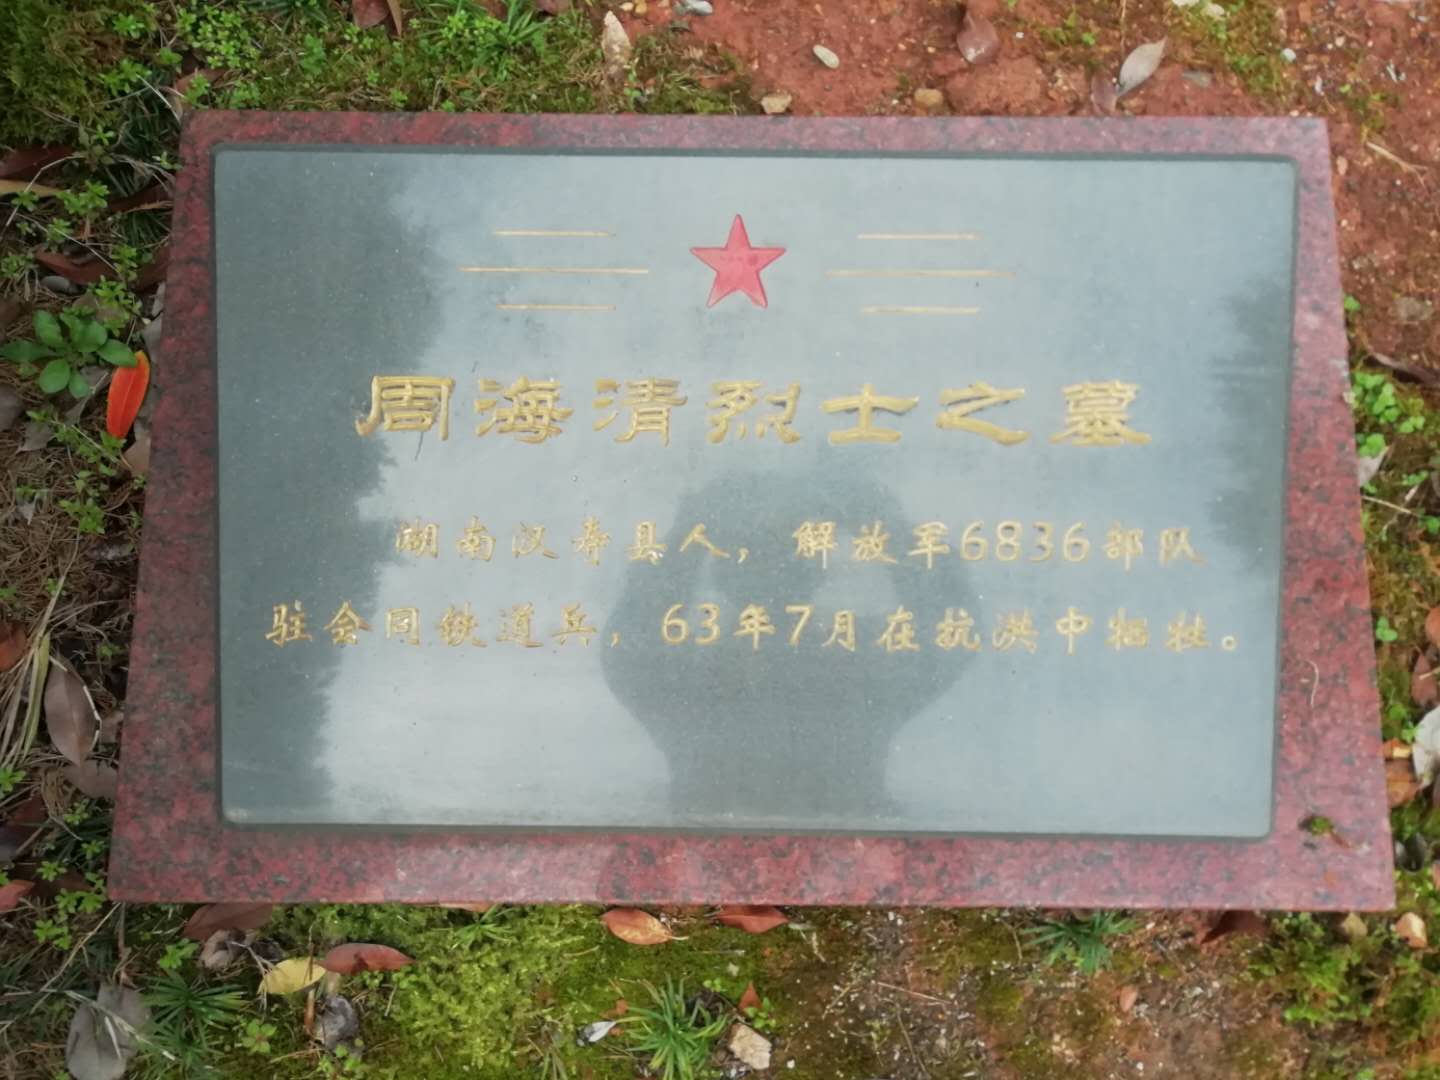 周海清烈士之墓
湖南汉寿县人，解放军6836部队
驻会同铁道兵，63年7月在抗洪中牺牲。